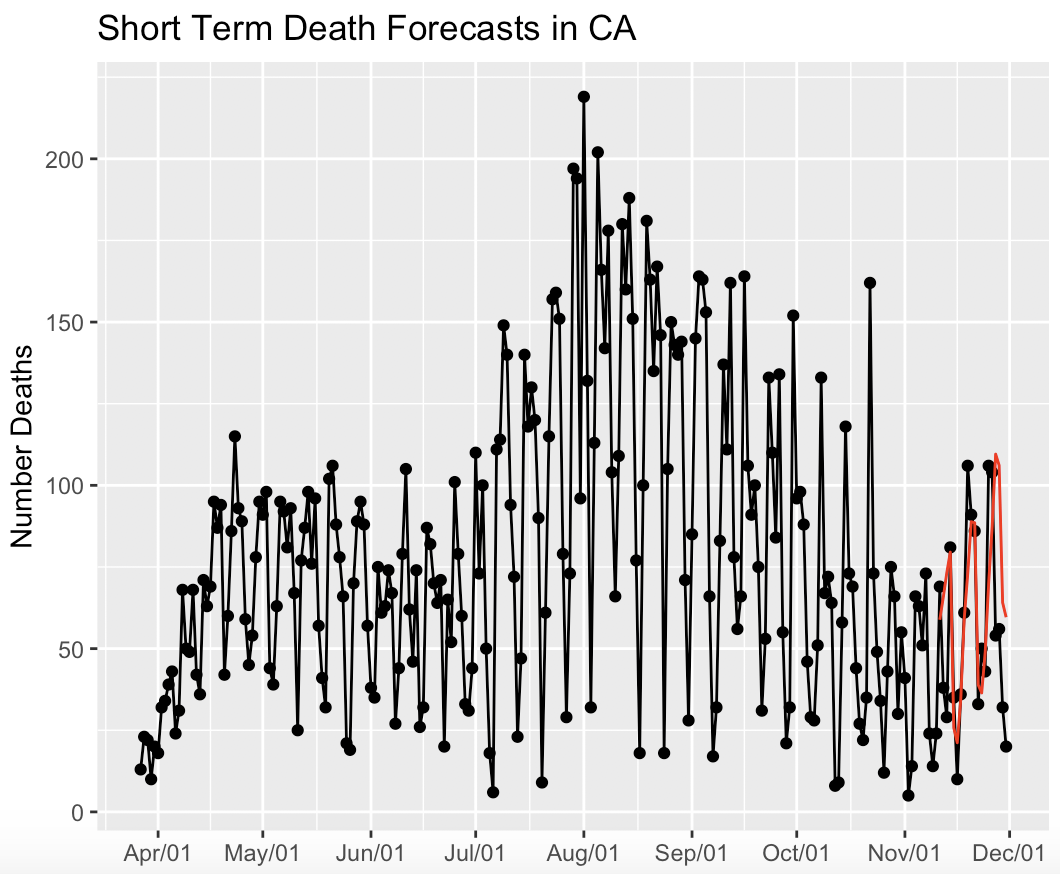 Short Term Death Forecasts in CA
Number Deaths
200
150
100
50
0
Apr/01 May/01 Jun/01 Jul/01 Aug/01 Sep/01 Oct/01 Nov/01 Dec/01